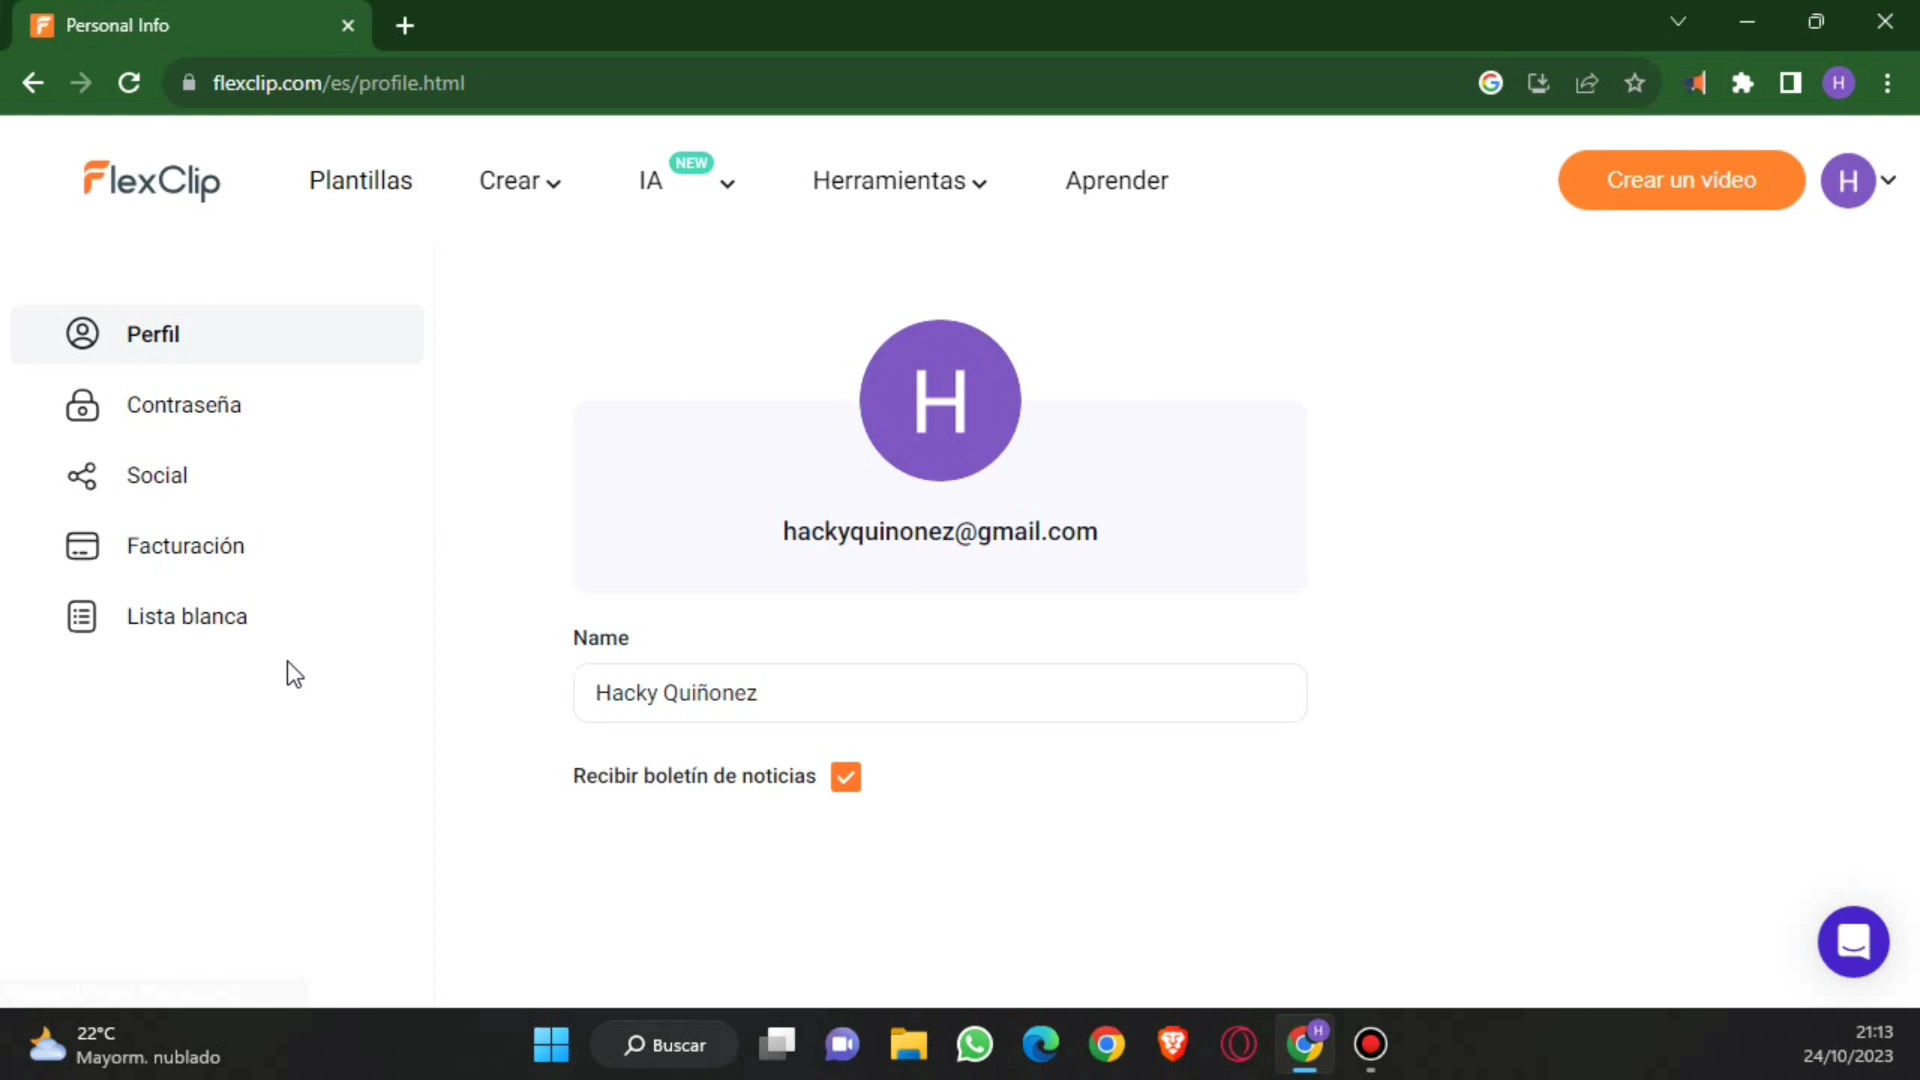 Personal Info
flexclip.com/es/profile.html
H
FlexClip
Plantillas
Crear
IA
NEW
Herramientas
Aprender
Crear un vídeo
H
Perfil
Contraseña
Social
Facturación
Lista blanca
H
hackyquinonez@gmail.com
Name
Hacky Quiñonez
Recibir boletín de noticias
22°C
Mayorm. nublado
Buscar
H
21:13
24/10/2023